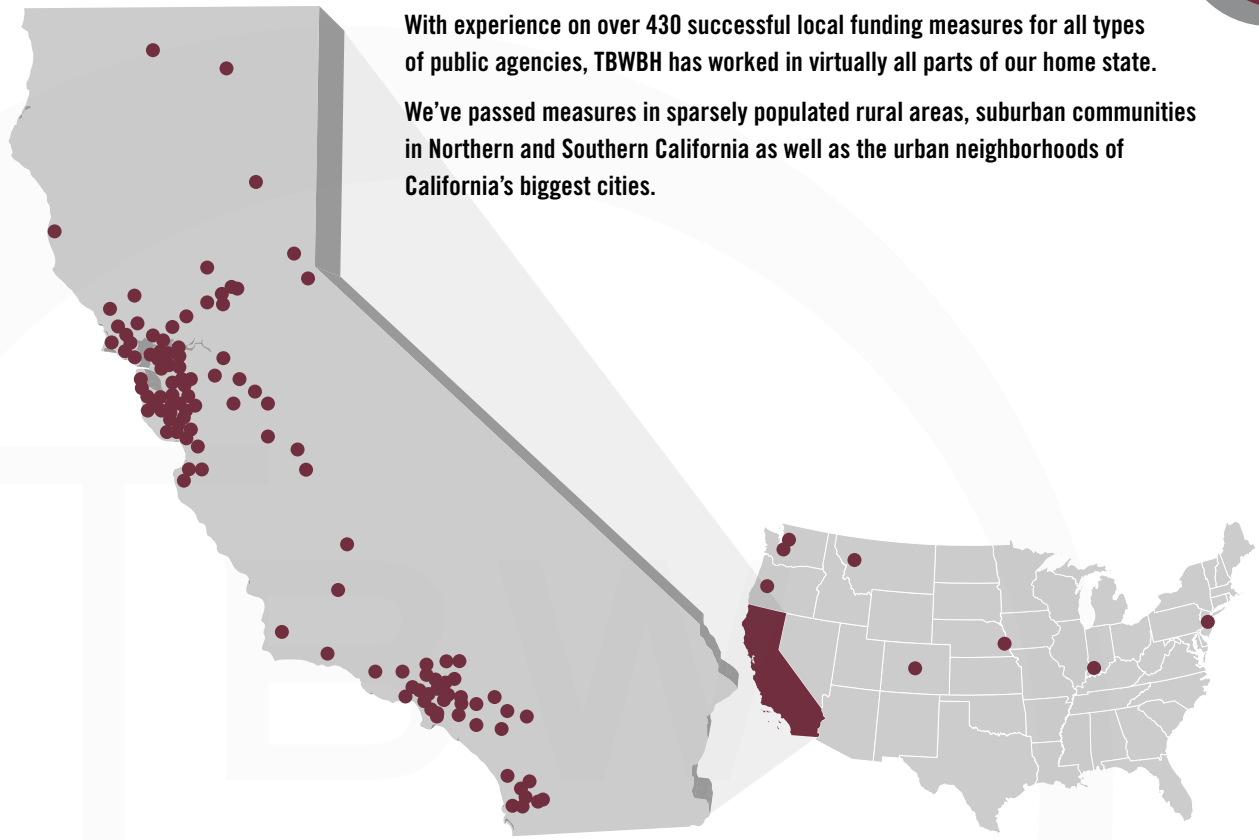 With experience on over 430 successful local funding measures for all types
of public agencies, TBWBH has worked in virtually all parts of our home state.
We’ve passed measures in sparsely populated rural areas, suburban communities
in Northern and Southern California as well as the urban neighborhoods of
California’s biggest cities.
TBW